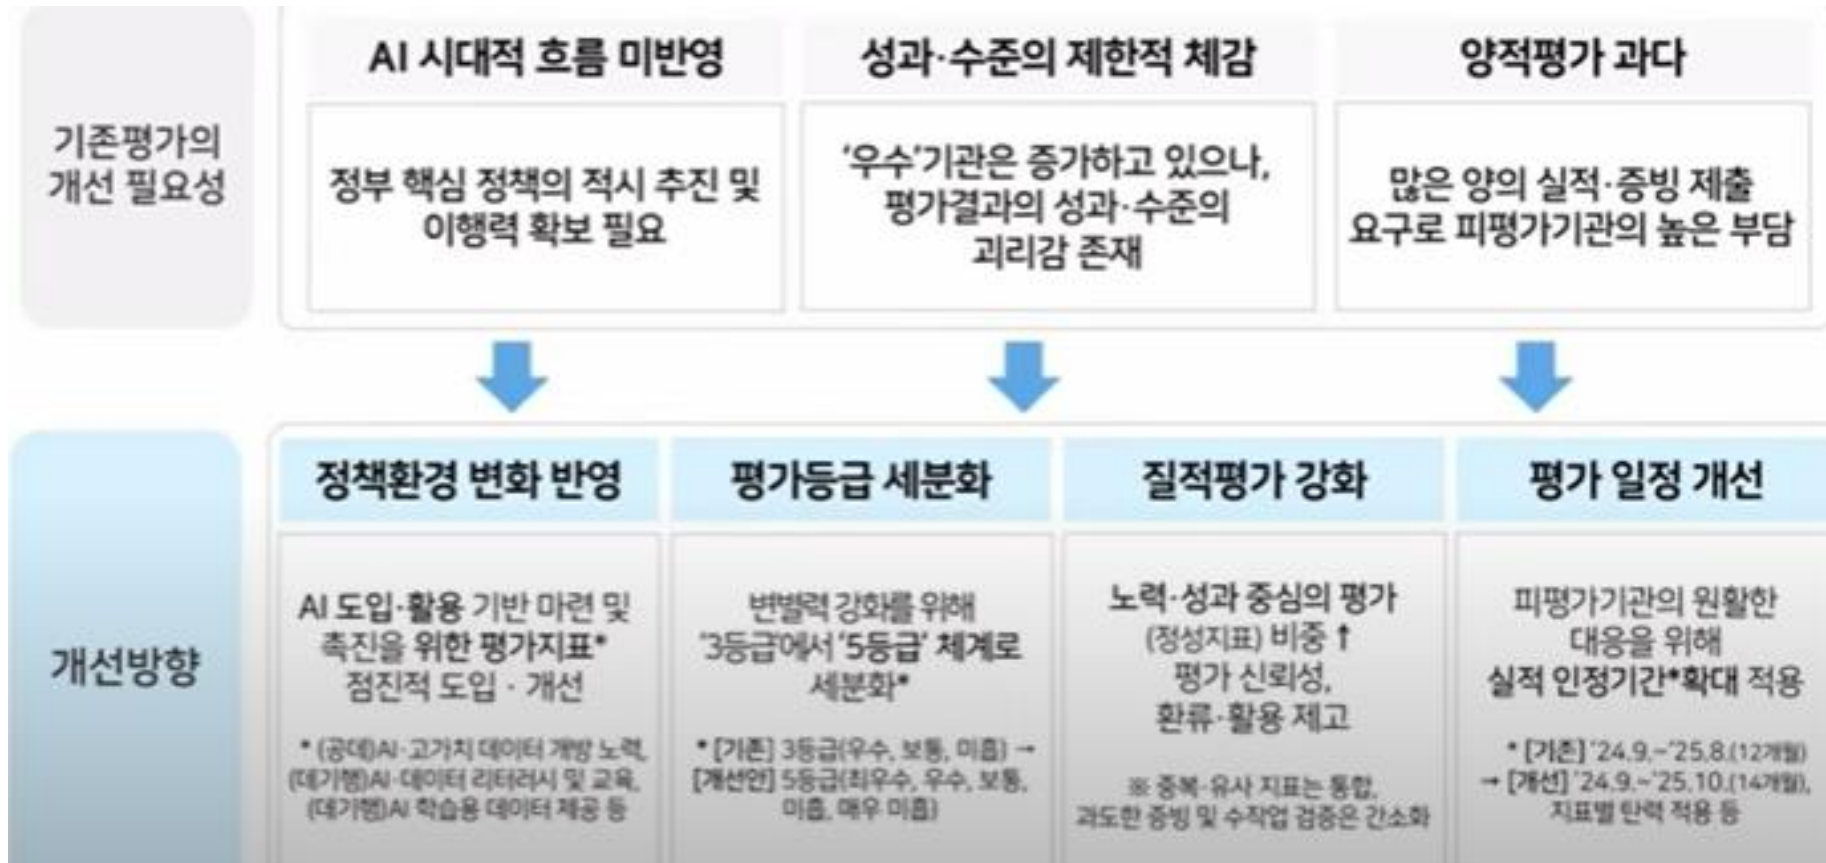 기존평가의
개선 필요성
AI 시대적 흐름 미반영
정부 핵심 정책의 적시 추진 및
이행력 확보 필요
성과·수준의 제한적 체감
‘우수’기관은 증가하고 있으나,
평가결과의 성과·수준의
괴리감 존재
양적평가 과다
많은 양의 실적·증빙 제출
요구로 피평가기관의 높은 부담
개선방향
정책환경 변화 반영
AI 도입·활용 기반 마련 및
촉진을 위한 평가지표*
점진적 도입 · 개선
* (공데)AI·고가치 데이터 개방 노력,
(데기행)AI·데이터 리터러시 및 교육,
(데기행)AI 학습용 데이터 제공 등
평가등급 세분화
변별력 강화를 위해
‘3등급’에서 ‘5등급’ 체계로
세분화*
* [기존] 3등급(우수, 보통, 미흡) →
[개선안] 5등급(최우수, 우수, 보통,
미흡, 매우 미흡)
질적평가 강화
노력·성과 중심의 평가
(정성지표) 비중 ↑
평가 신뢰성,
환류·활용 제고
※ 중복·유사 지표는 통합,
과도한 증빙 및 수작업 검증은 간소화
평가 일정 개선
피평가기관의 원활한
대응을 위해
실적 인정기간*확대 적용
* [기존] ’24.9.~’25.8.(12개월)
→ [개선] ’24.9.~’25.10.(14개월),
지표별 탄력 적용 등